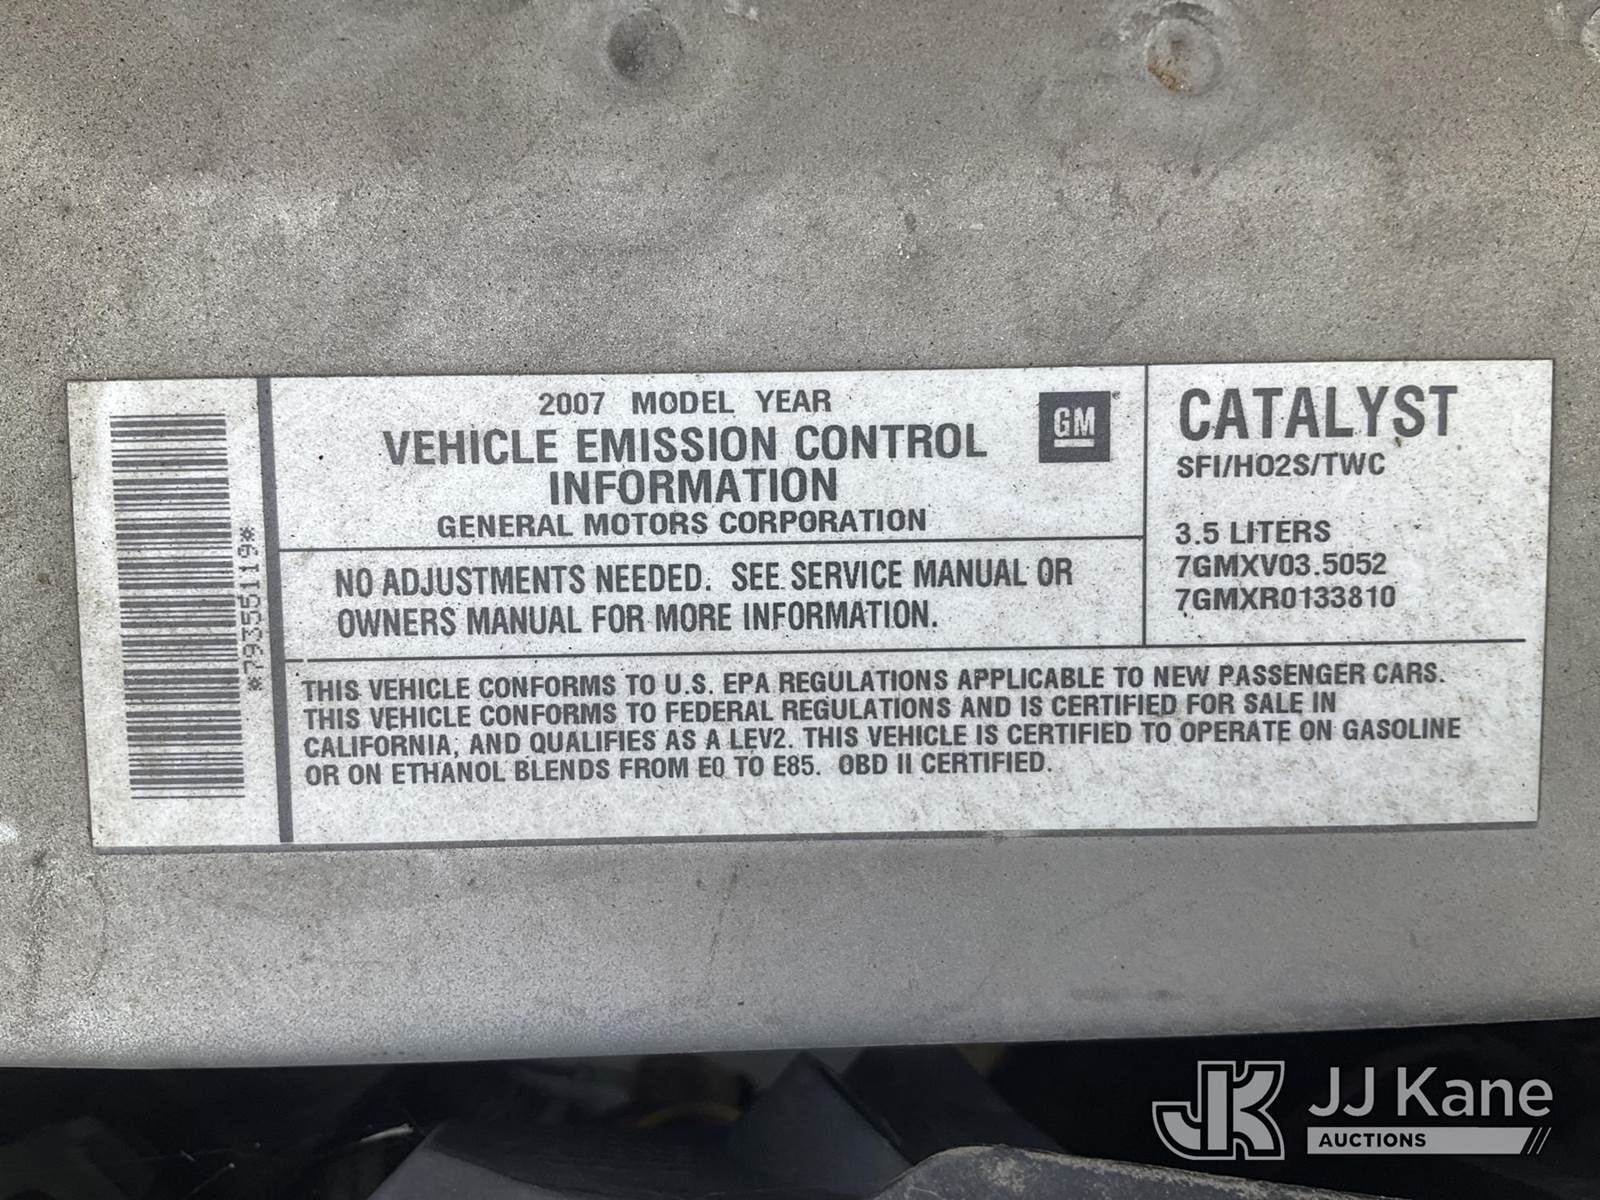 2007 MODEL YEAR
VEHICLE EMISSION CONTROL
INFORMATION
GENERAL MOTORS CORPORATION
GM
CATALYST
SFI/HO2S/TWC
3.5 LITERS
7GMXV03.5052
7GMXR0133810
*79355119*
NO ADJUSTMENTS NEEDED. SEE SERVICE MANUAL OR
OWNERS MANUAL FOR MORE INFORMATION.
THIS VEHICLE CONFORMS TO U.S. EPA REGULATIONS APPLICABLE TO NEW PASSENGER CARS.
THIS VEHICLE CONFORMS TO FEDERAL REGULATIONS AND IS CERTIFIED FOR SALE IN
CALIFORNIA, AND QUALIFIES AS A LEV2. THIS VEHICLE IS CERTIFIED TO OPERATE ON GASOLINE
OR ON ETHANOL BLENDS FROM E0 TO E85. OBD II CERTIFIED.
JK JJ Kane
AUCTIONS